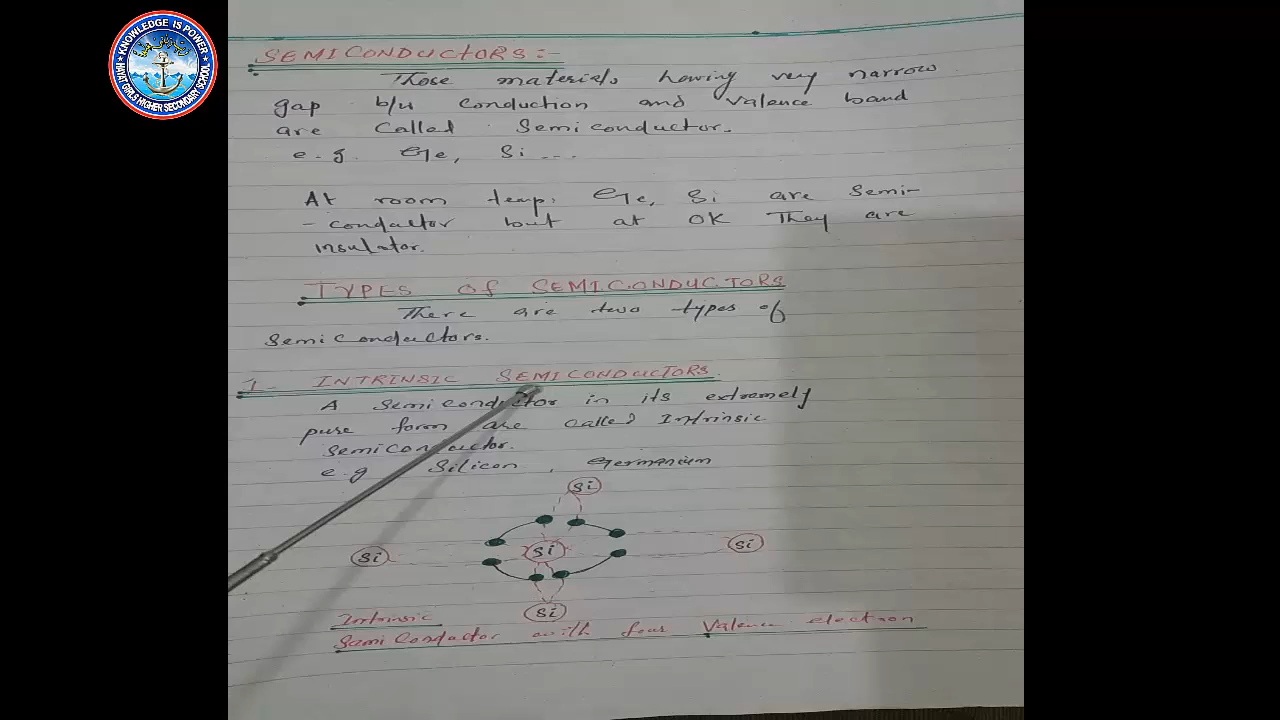 KNOWLEDGE IS POWER
HIGHER SECONDARY SCHOOL
SEMICONDUCTORS:-
Those materials having very narrow
gap b/w conduction and valence band
are called semiconductor.
e.g. Ge, Si ...
At room temp, Ge, Si are semi-
-conductor but at 0K They are
insulator.
TYPES OF SEMICONDUCTORS
There are two types of
semiconductors.
1- INTRINSIC SEMICONDUCTORS
A semiconductor in its extremely
pure form are called Intrinsic
semiconductor.
e.g Silicon, Germanium
Si
Si Si Si
Si
Intrinsic
semiconductor with four Valence electron